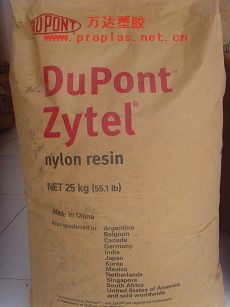 DUPONT
万达塑胶
www.proplas.net.cn
DuPont™
Zytel®
nylon resin
NET 25 kg (55.1 lb)
Made in China
Also produced in: Argentina
Belgium
Canada
Germany
India
Japan
Korea
Mexico
Netherlands
Singapore
South Africa
United States of America
and sold worldwide